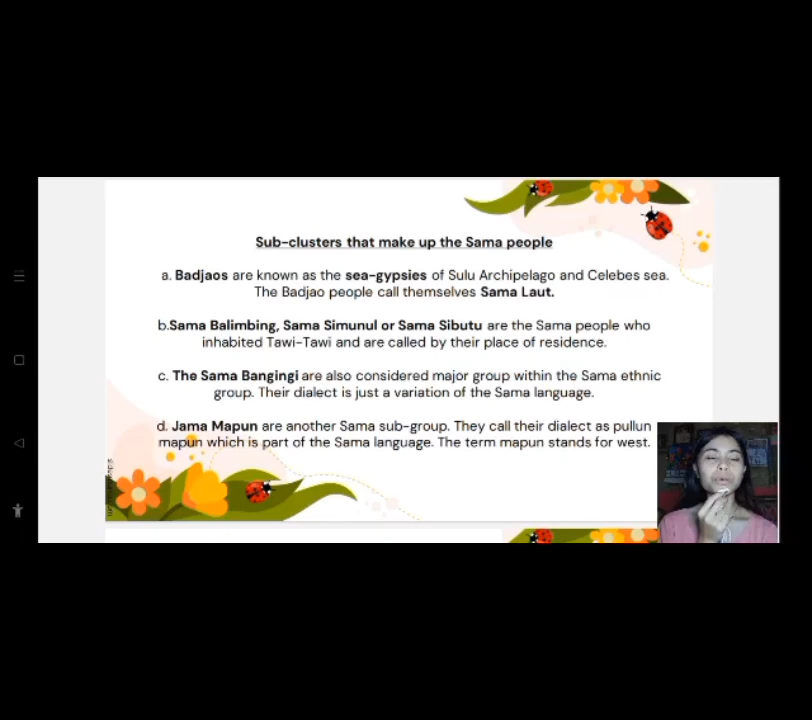 Sub-clusters that make up the Sama people
a. Badjaos are known as the sea-gypsies of Sulu Archipelago and Celebes sea.
The Badjao people call themselves Sama Laut.
b.Sama Balimbing, Sama Simunul or Sama Sibutu are the Sama people who
inhabited Tawi-Tawi and are called by their place of residence.
c. The Sama Bangingi are also considered major group within the Sama ethnic
group. Their dialect is just a variation of the Sama language.
d. Jama Mapun are another Sama sub-group. They call their dialect as pullun
mapun which is part of the Sama language. The term mapun stands for west.